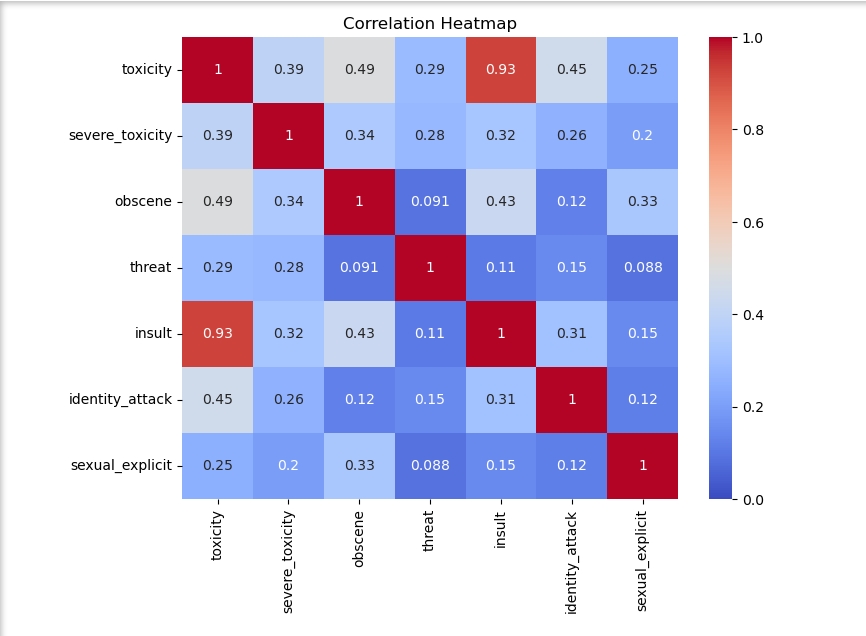 Correlation Heatmap
toxicity 1 0.39 0.49 0.29 0.93 0.45 0.25
severe_toxicity 0.39 1 0.34 0.28 0.32 0.26 0.2
obscene 0.49 0.34 1 0.091 0.43 0.12 0.33
threat 0.29 0.28 0.091 1 0.11 0.15 0.088
insult 0.93 0.32 0.43 0.11 1 0.31 0.15
identity_attack 0.45 0.26 0.12 0.15 0.31 1 0.12
sexual_explicit 0.25 0.2 0.33 0.088 0.15 0.12 1
toxicity
severe_toxicity
obscene
threat
insult
identity_attack
sexual_explicit
1.0
0.8
0.6
0.4
0.2
0.0